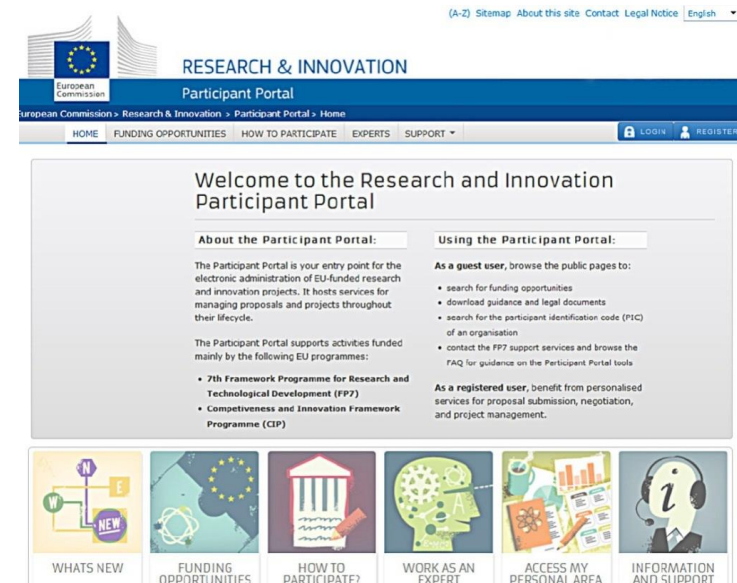 (A-Z) Sitemap About this site Contact Legal Notice English
European
Commission
RESEARCH & INNOVATION
Participant Portal
uropean Commission > Research & Innovation > Participant Portal > Home
HOME FUNDING OPPORTUNITIES HOW TO PARTICIPATE EXPERTS SUPPORT LOGIN REGISTER
Welcome to the Research and Innovation
Participant Portal
About the Participant Portal:
The Participant Portal is your entry point for the
electronic administration of EU-funded research
and innovation projects. It hosts services for
managing proposals and projects throughout
their lifecycle.
The Participant Portal supports activities funded
mainly by the following EU programmes:
• 7th Framework Programme for Research and
Technological Development (FP7)
• Competiveness and Innovation Framework
Programme (CIP)
Using the Participant Portal:
As a guest user, browse the public pages to:
• search for funding opportunities
• download guidance and legal documents
• search for the participant identification code (PIC)
of an organisation
• contact the FP7 support services and browse the
FAQ for guidance on the Participant Portal tools
As a registered user, benefit from personalised
services for proposal submission, negotiation,
and project management.
N
E
W
NEW
A
i
WHATS NEW
FUNDING
OPPORTUNITIES
HOW TO
PARTICIPATE?
WORK AS AN
EXPERT
ACCESS MY
PERSONAL AREA
INFORMATION
AND SUPPORT